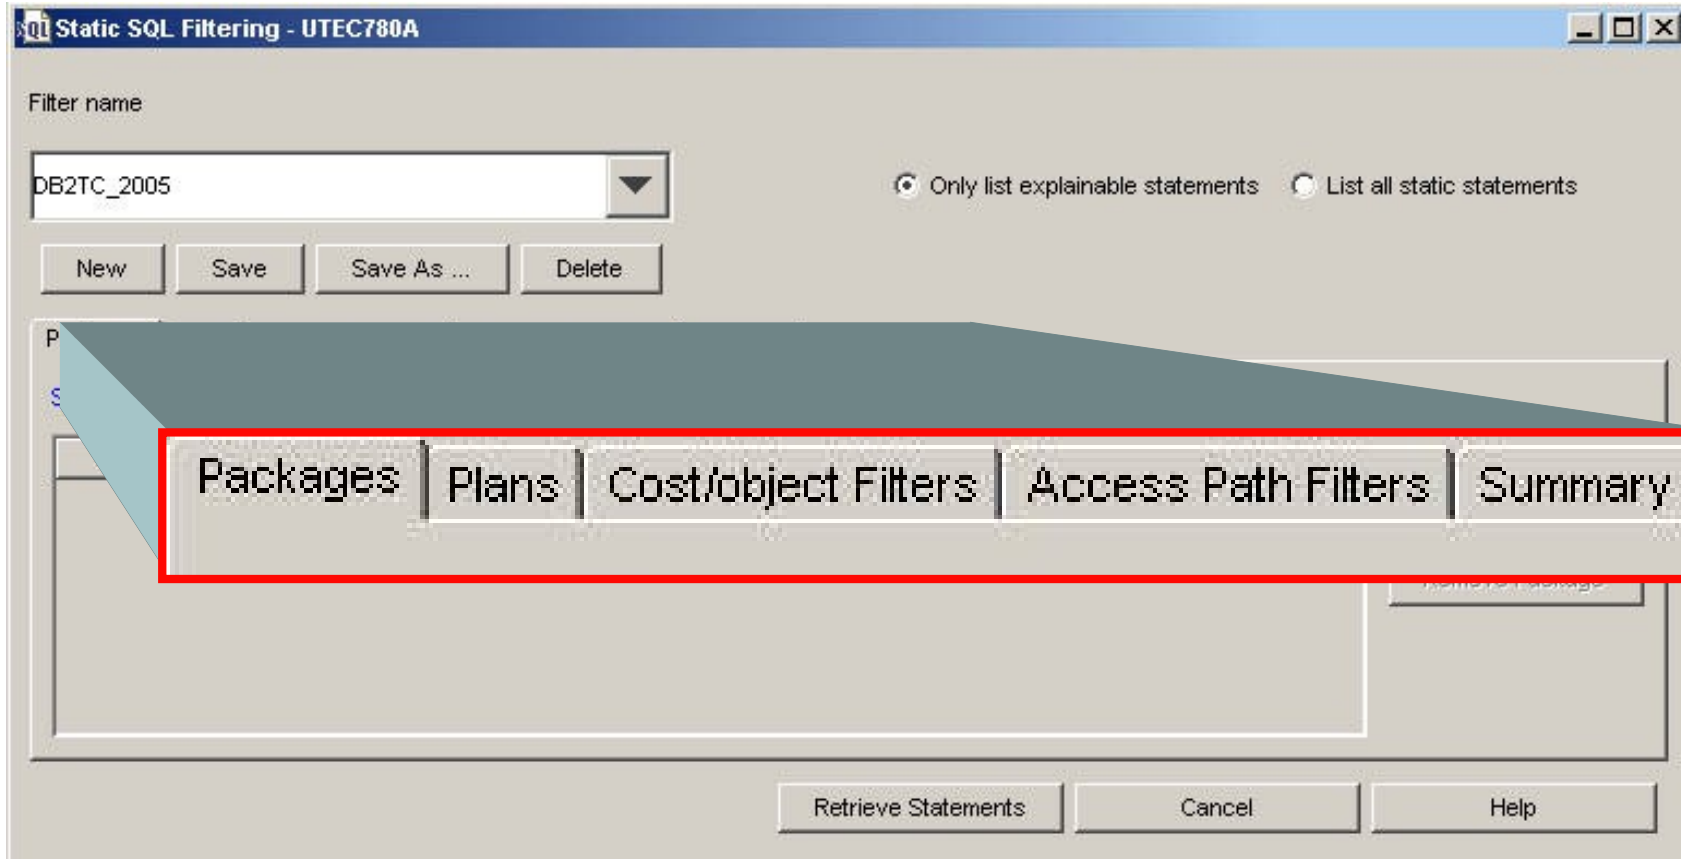 Static SQL Filtering - UTEC780A
Filter name
DB2TC_2005
Only list explainable statements List all static statements
New Save Save As ... Delete
Packages Plans Cost/object Filters Access Path Filters Summary
Retrieve Statements Cancel Help